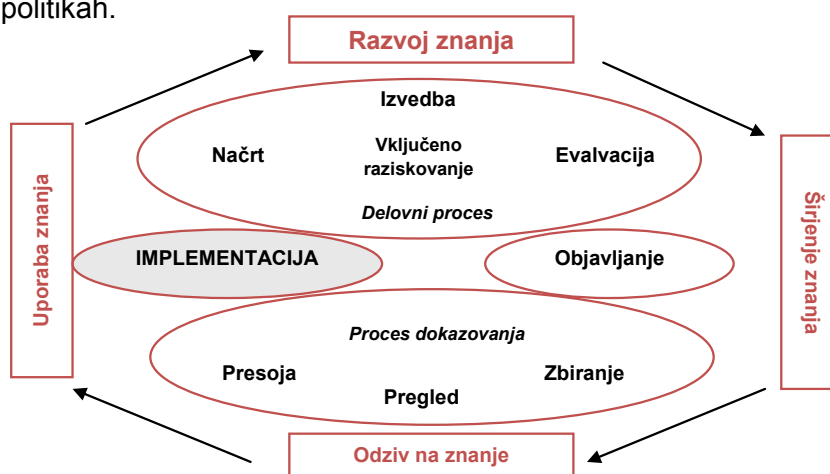 politikah.
Razvoj znanja
Izvedba
Načrt
Vključeno
raziskovanje
Evalvacija
Delovni proces
Uporaba znanja
Širjenje znanja
IMPLEMENTACIJA
Objavljanje
Proces dokazovanja
Presoja
Pregled
Zbiranje
Odziv na znanje